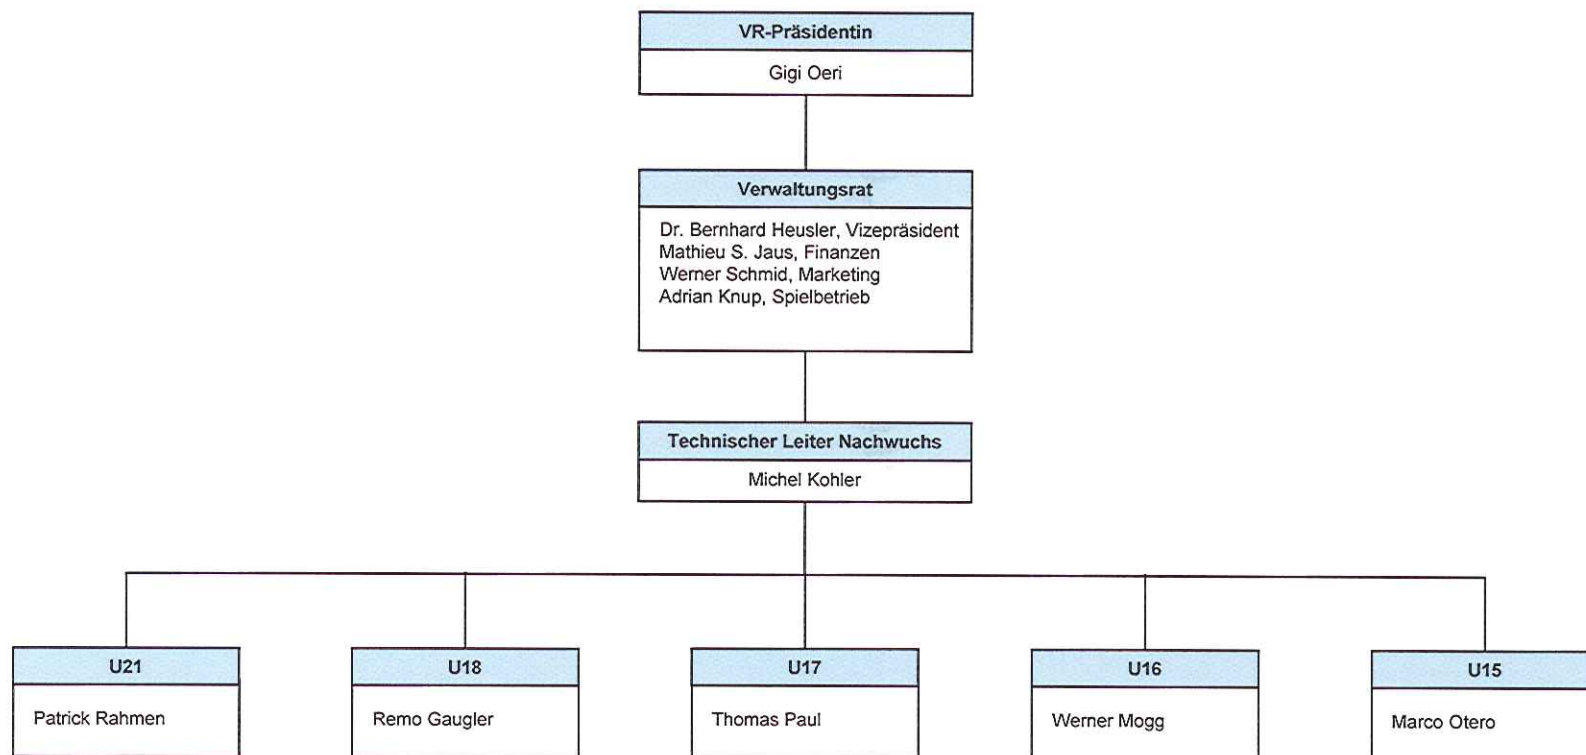 VR-Präsidentin
Gigi Oeri
Verwaltungsrat
Dr. Bernhard Heusler, Vizepräsident
Mathieu S. Jaus, Finanzen
Werner Schmid, Marketing
Adrian Knup, Spielbetrieb
Technischer Leiter Nachwuchs
Michel Kohler
U21
U18
U17
U16
U15
Patrick Rahmen
Remo Gaugler
Thomas Paul
Werner Mogg
Marco Otero